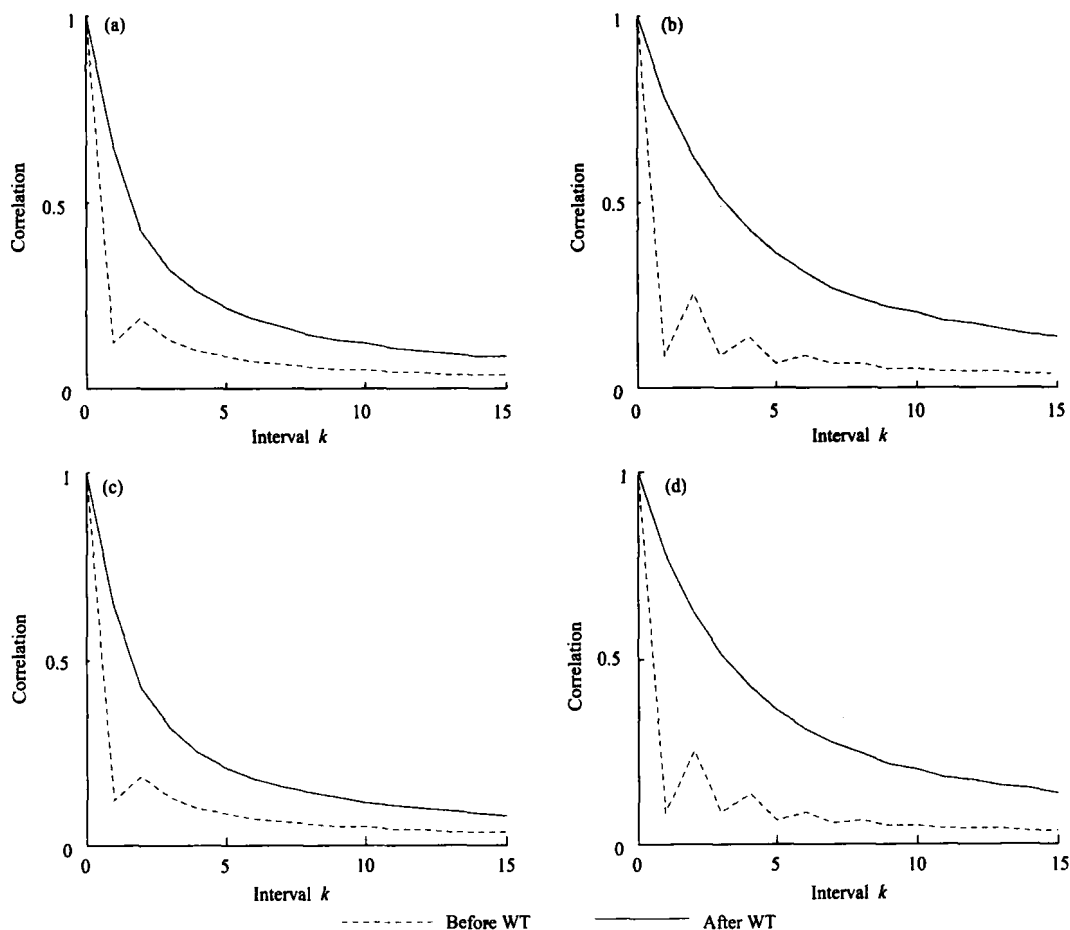 1 (a)
Correlation
0.5
0
0 5 10 15
Interval k
1 (b)
Correlation
0.5
0
0 5 10 15
Interval k
1 (c)
Correlation
0.5
0
0 5 10 15
Interval k
1 (d)
Correlation
0.5
0
0 5 10 15
Interval k
Before WT After WT